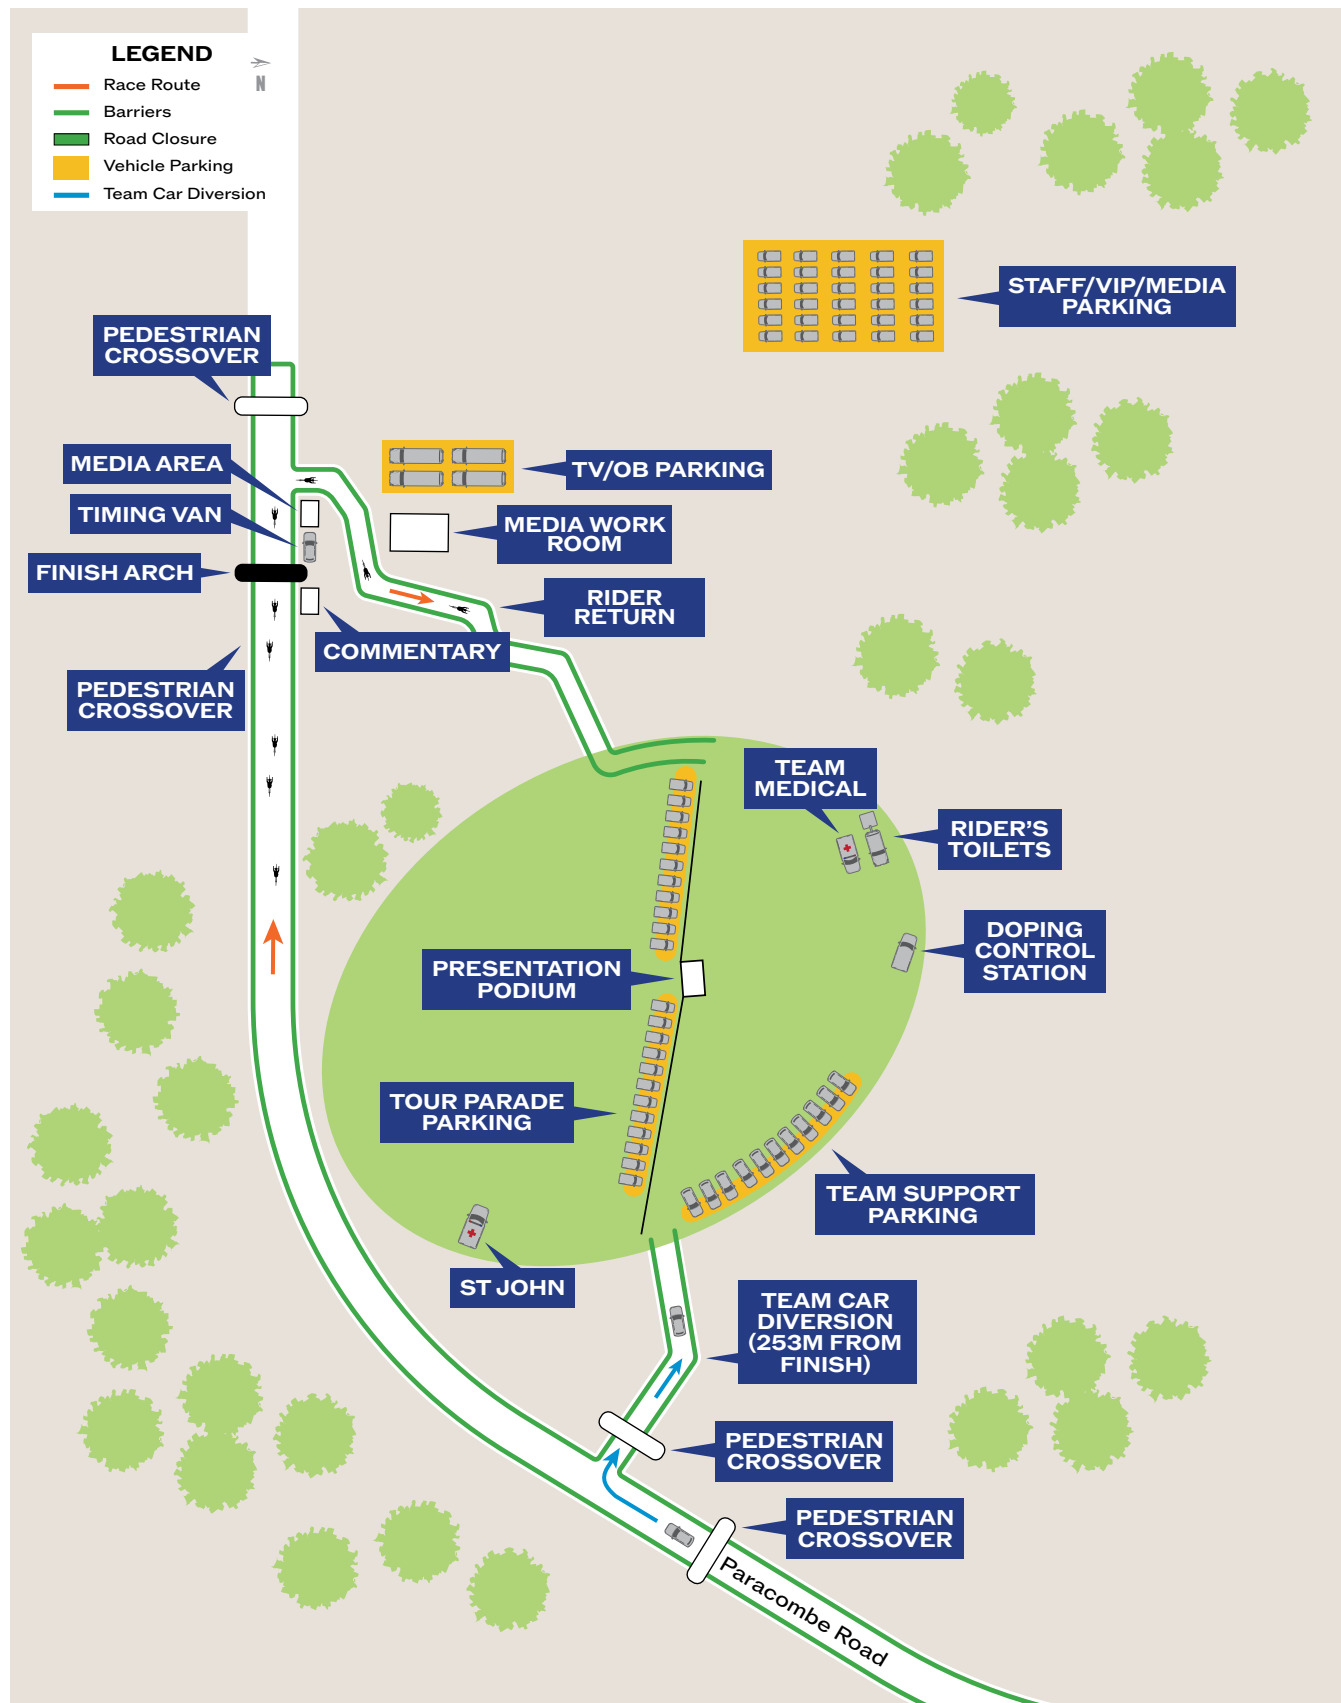 LEGEND
Race Route
Barriers
Road Closure
Vehicle Parking
Team Car Diversion
N
STAFF/VIP/MEDIA
PARKING
PEDESTRIAN
CROSSOVER
MEDIA AREA
TV/OB PARKING
TIMING VAN
MEDIA WORK
ROOM
FINISH ARCH
RIDER
RETURN
COMMENTARY
PEDESTRIAN
CROSSOVER
TEAM
MEDICAL
RIDER'S
TOILETS
DOPING
CONTROL
STATION
PRESENTATION
PODIUM
TOUR PARADE
PARKING
TEAM SUPPORT
PARKING
ST JOHN
TEAM CAR
DIVERSION
(253M FROM
FINISH)
PEDESTRIAN
CROSSOVER
PEDESTRIAN
CROSSOVER
Paracombe Road